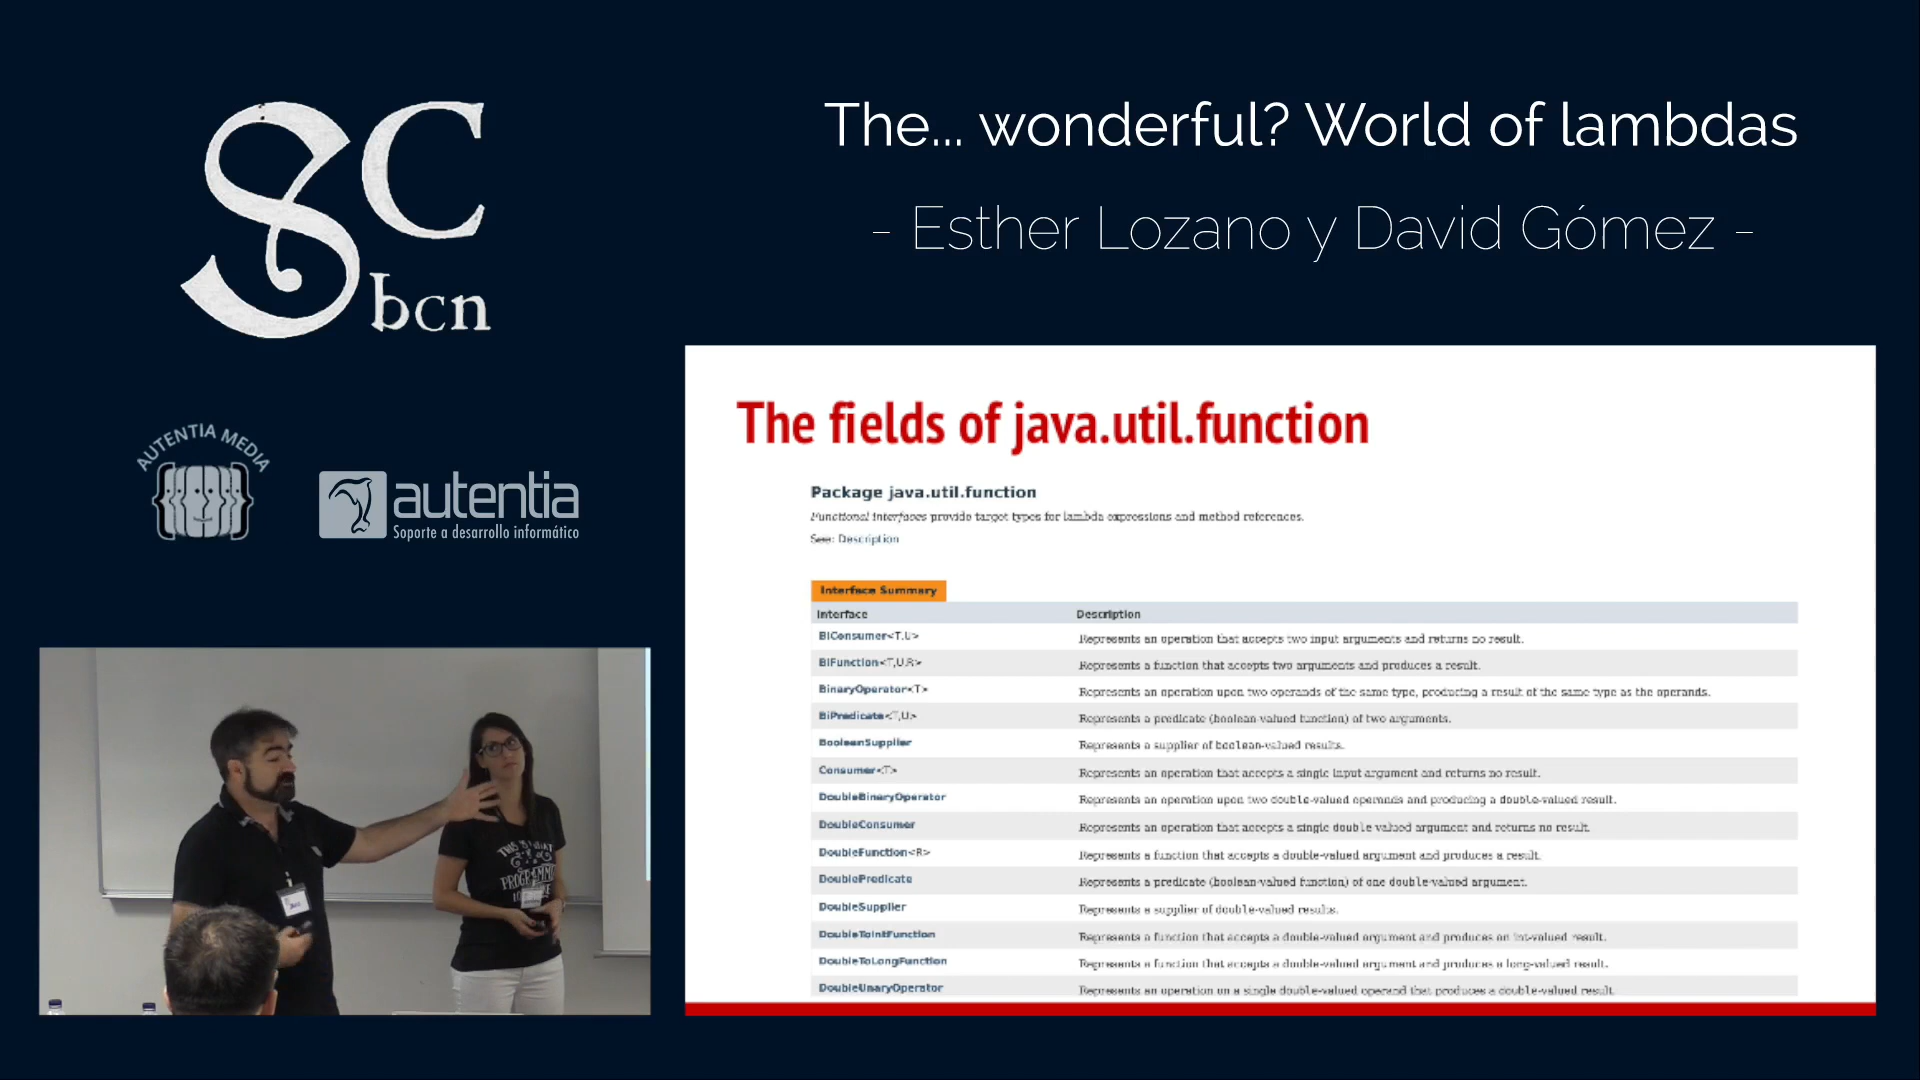 SC
bcn
The... wonderful? World of lambdas
- Esther Lozano y David Gómez -
AUTENTIA MEDIA
autentia
Soporte a desarrollo informático
The fields of java.util.function
Package java.util.function
Functional interfaces provide target types for lambda expressions and method references.
See: Description
Interface Summary
Interface Description
BiConsumer<T,U> Represents an operation that accepts two input arguments and returns no result.
BiFunction<T,U,R> Represents a function that accepts two arguments and produces a result.
BinaryOperator<T> Represents an operation upon two operands of the same type, producing a result of the same type as the operands.
BiPredicate<T,U> Represents a predicate (boolean-valued function) of two arguments.
BooleanSupplier Represents a supplier of boolean-valued results.
Consumer<T> Represents an operation that accepts a single input argument and returns no result.
DoubleBinaryOperator Represents an operation upon two double-valued operands and producing a double-valued result.
DoubleConsumer Represents an operation that accepts a single double-valued argument and returns no result.
DoubleFunction<R> Represents a function that accepts a double-valued argument and produces a result.
DoublePredicate Represents a predicate (boolean-valued function) of one double-valued argument.
DoubleSupplier Represents a supplier of double-valued results.
DoubleToIntFunction Represents a function that accepts a double-valued argument and produces an int-valued result.
DoubleToLongFunction Represents a function that accepts a double-valued argument and produces a long-valued result.
DoubleUnaryOperator Represents an operation on a single double-valued operand that produces a double-valued result.
THIS IS WHAT